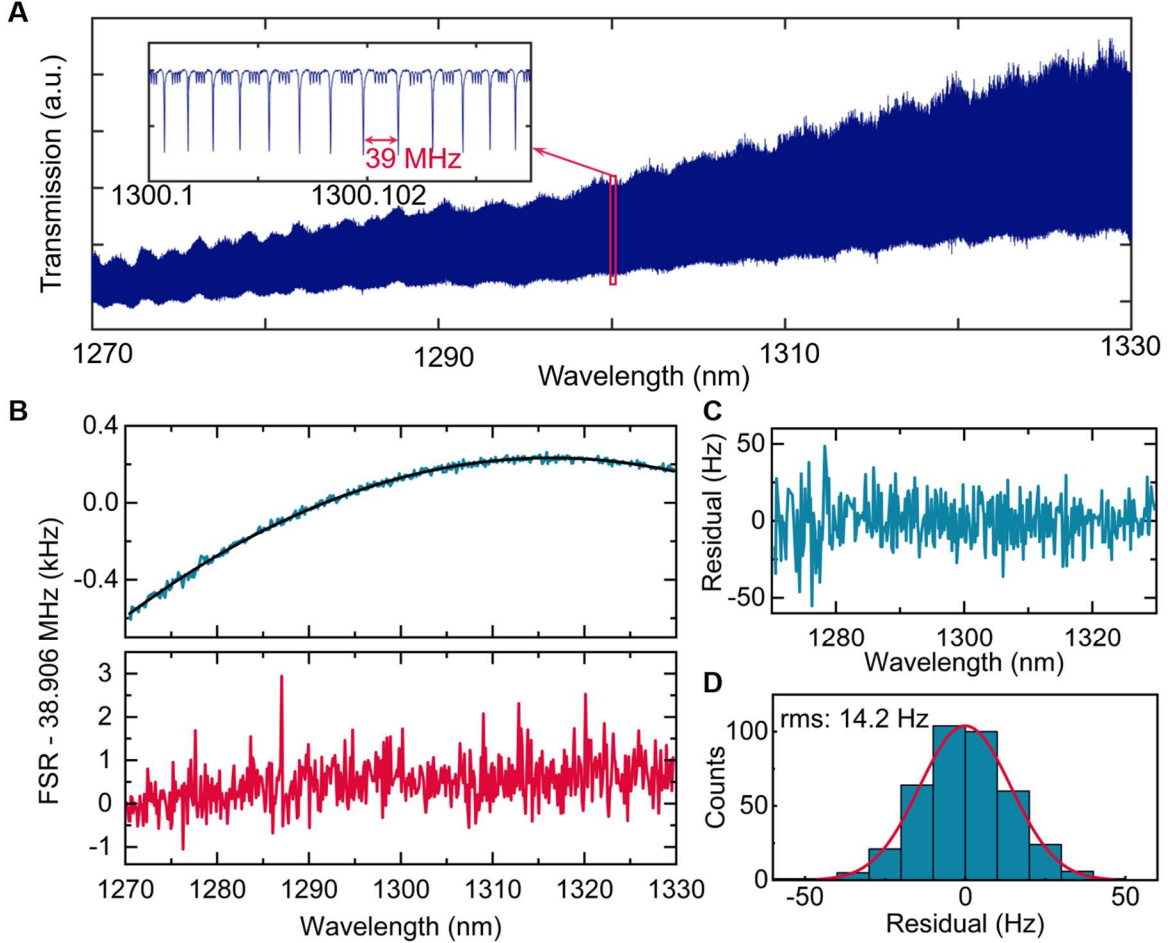 A
Transmission (a.u.)
39 MHz
1300.1
1300.102
1270
1290
1310
1330
Wavelength (nm)
B
FSR - 38.906 MHz (kHz)
0.4
0.0
-0.4
3
2
1
0
-1
1270
1280
1290
1300
1310
1320
1330
Wavelength (nm)
C
Residual (Hz)
50
0
-50
1280
1300
1320
Wavelength (nm)
D
rms: 14.2 Hz
Counts
100
50
0
-50
0
50
Residual (Hz)